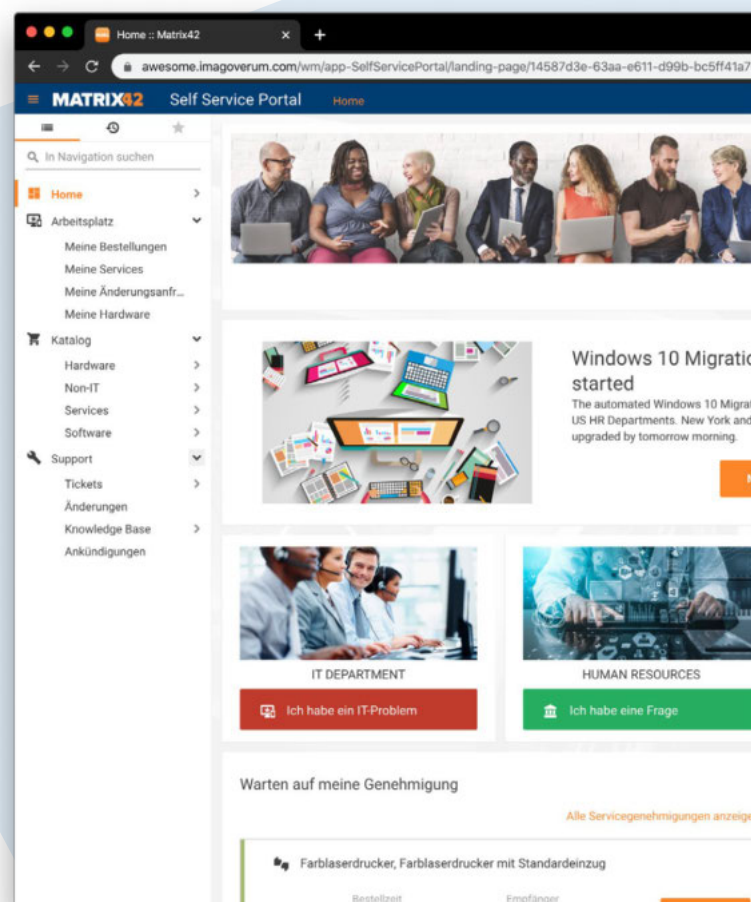 Home :: Matrix42
awesome.imagoverum.com/wm/app-SelfServicePortal/landing-page/14587d3e-63aa-e611-d99b-bc5ff41a7
MATRIX42 Self Service Portal Home
In Navigation suchen
Home
Arbeitsplatz
Meine Bestellungen
Meine Services
Meine Änderungsanfr...
Meine Hardware
Katalog
Hardware
Non-IT
Services
Software
Support
Tickets
Änderungen
Knowledge Base
Ankündigungen
Windows 10 Migratio
started
The automated Windows 10 Migrat
US HR Departments. New York and
upgraded by tomorrow morning.
IT DEPARTMENT
Ich habe ein IT-Problem
HUMAN RESOURCES
Ich habe eine Frage
Warten auf meine Genehmigung
Alle Servicegenehmigungen anzeige
Farblaserdrucker, Farblaserdrucker mit Standardeinzug
Bestellzeit Empfänger